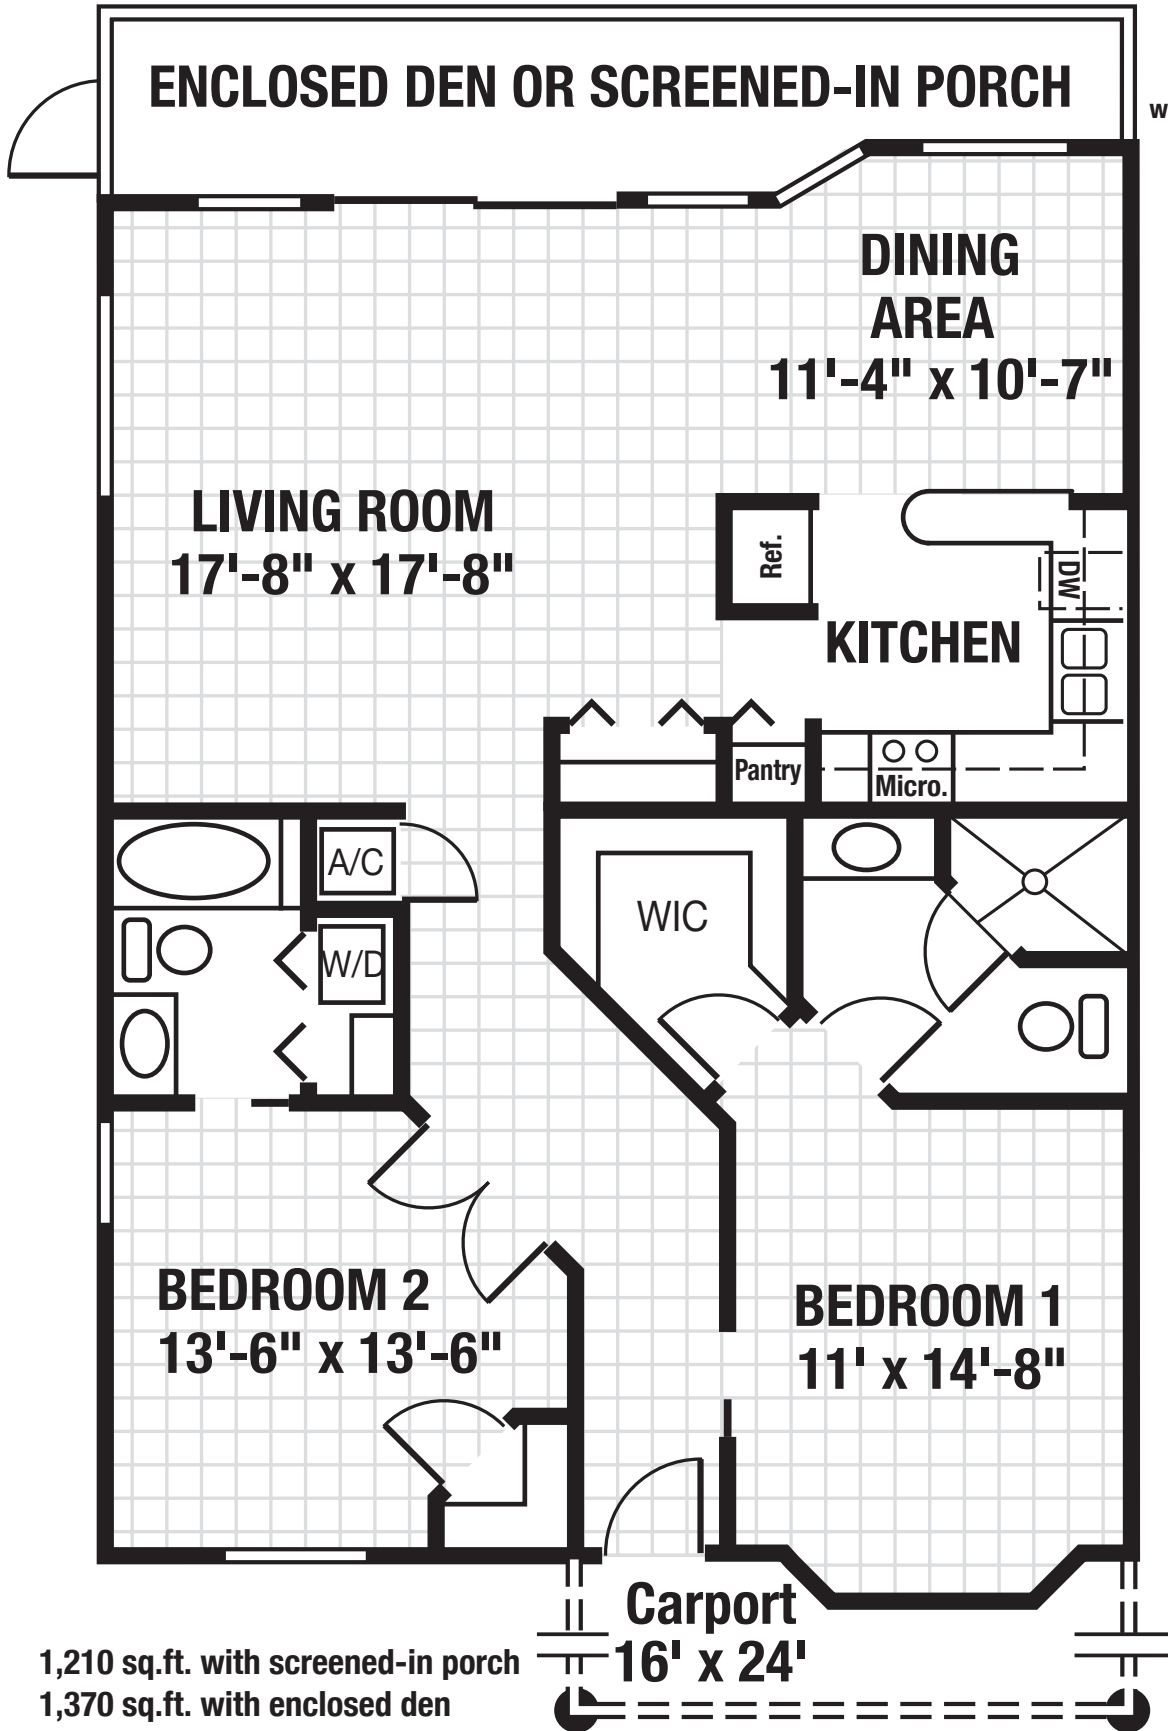 ENCLOSED DEN OR SCREENED-IN PORCH
w
DINING
AREA
11'-4" x 10'-7"
LIVING ROOM
17'-8" x 17'-8"
Ref.
DW
KITCHEN
Pantry
Micro.
A/C
WIC
W/D
BEDROOM 2
13'-6" x 13'-6"
BEDROOM 1
11' x 14'-8"
Carport
16' x 24'
1,210 sq.ft. with screened-in porch
1,370 sq.ft. with enclosed den